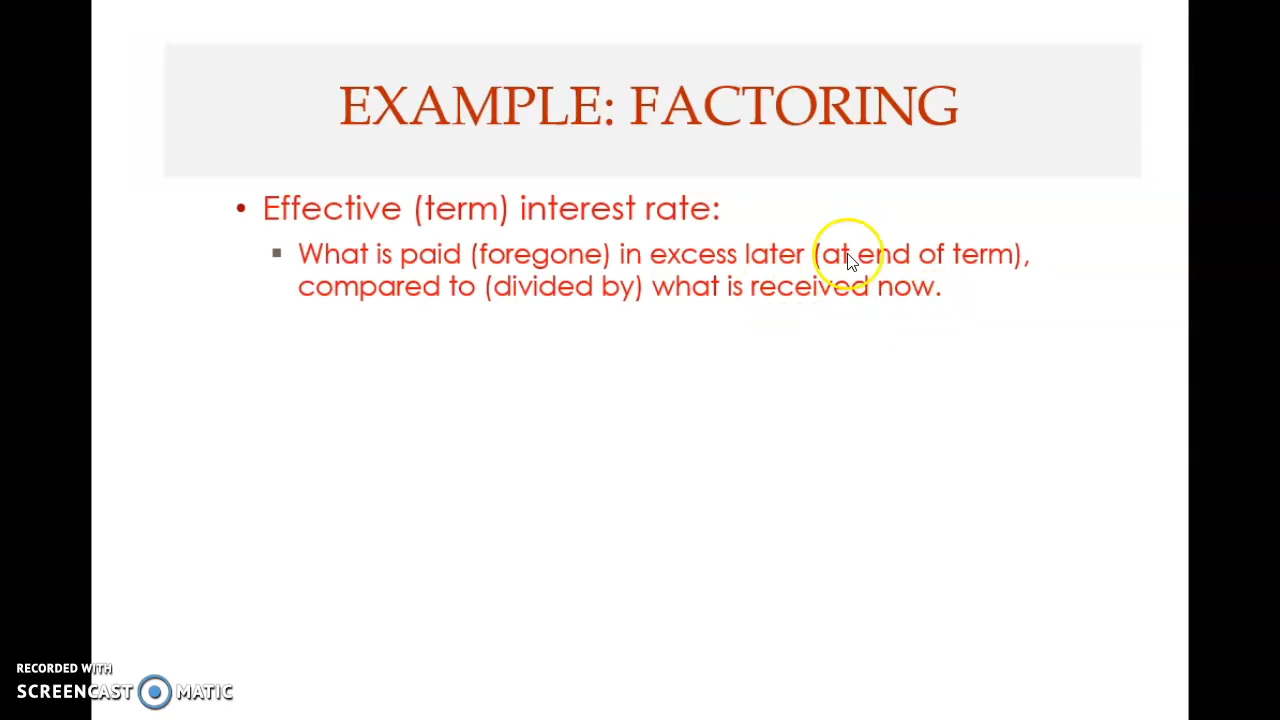 EXAMPLE: FACTORING
• Effective (term) interest rate:
▪ What is paid (foregone) in excess later (at end of term),
compared to (divided by) what is received now.
RECORDED WITH
SCREENCAST MATIC